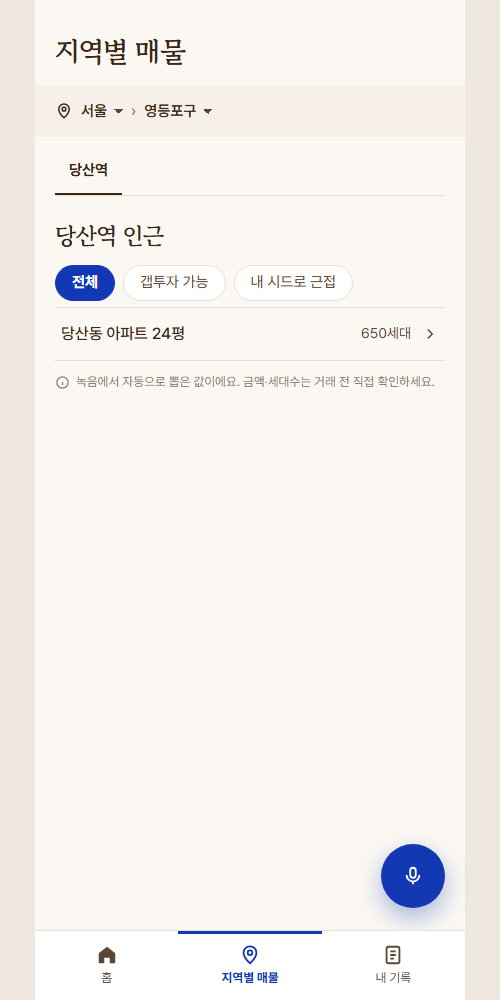 지역별 매물
서울 › 영등포구
당산역
당산역 인근
전체 갭투자 가능 내 시드로 근접
당산동 아파트 24평 650세대
녹음에서 자동으로 뽑은 값이에요. 금액·세대수는 거래 전 직접 확인하세요.
홈 지역별 매물 내 기록